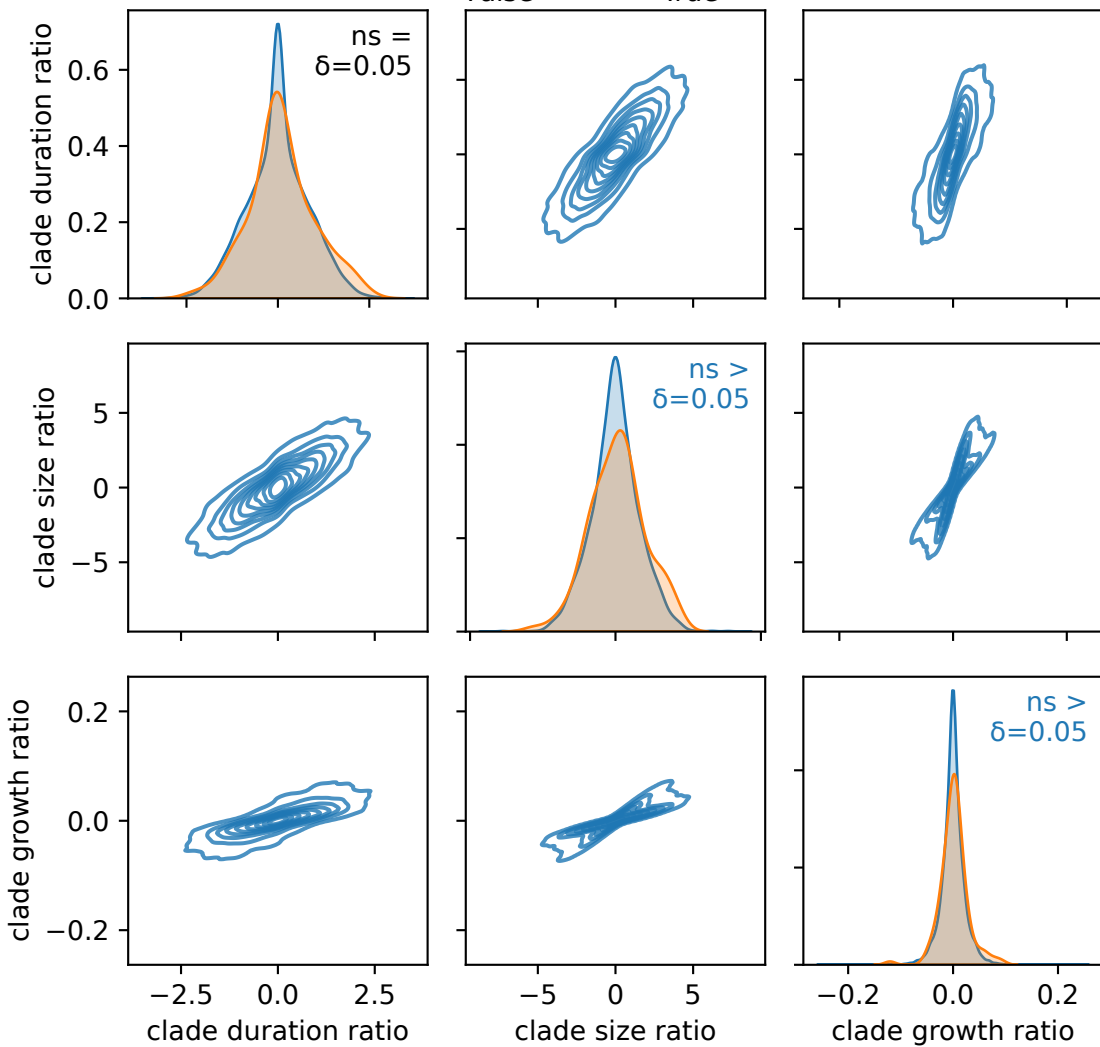 clade duration ratio
0.6
0.4
0.2
0.0
ns =
δ=0.05
clade size ratio
5
0
−5
ns >
δ=0.05
clade growth ratio
0.2
0.0
−0.2
ns >
δ=0.05
−2.5 0.0 2.5
−5 0 5
−0.2 0.0 0.2
clade duration ratio
clade size ratio
clade growth ratio